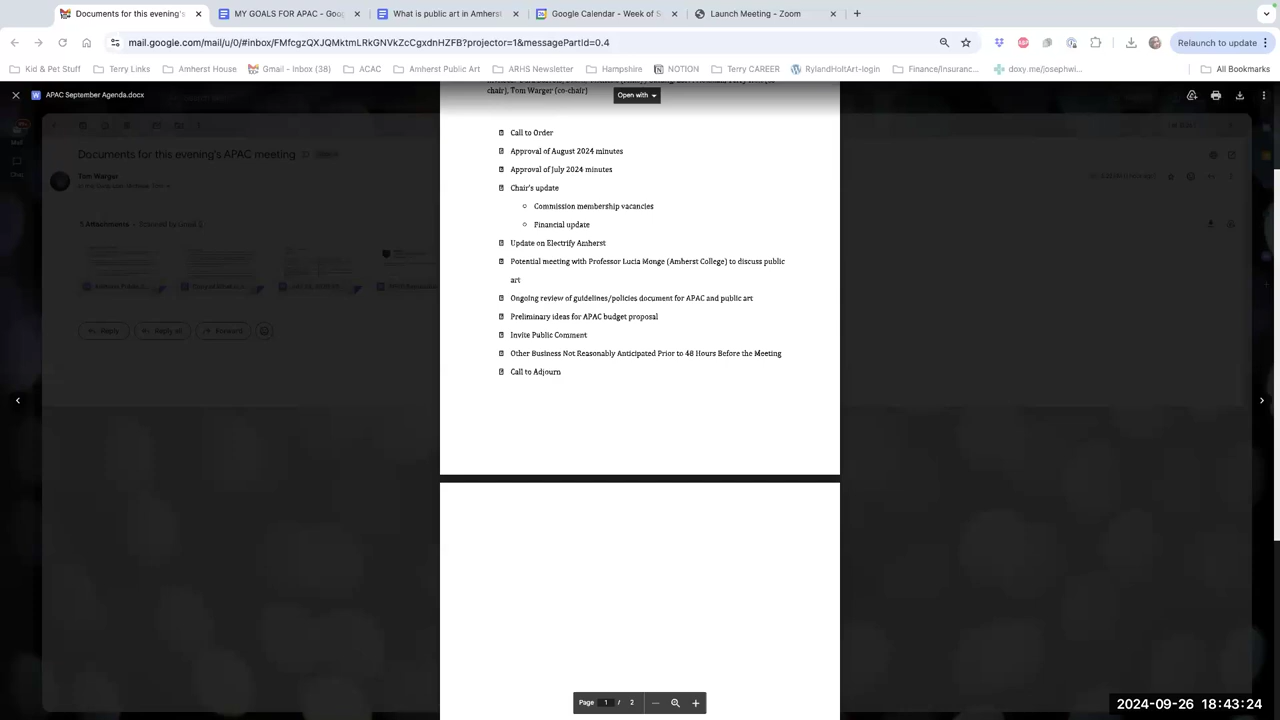 Documents for this evening's
MY GOALS FOR APAC - Goo
What is public art in Amherst
Google Calendar - Week of S
Launch Meeting - Zoom
mail.google.com/mail/u/0/#inbox/FMfcgzQXJQMktmLRkGNVkZcCgxdnHZFB?projector=1&messagePartId=0.4
Relaunch to update
Kid & Pet Stuff
Terry Links
Amherst House...
Gmail - Inbox (38)
ACAC
Amherst Public Art
ARHS Newsletter
Hampshire
NOTION
Terry CAREER
RylandHoltArt-login
Finance/Insuranc...
doxy.me/josephwi...
All Bookmarks
APAC September Agenda.docx
Open with
chair), Tom Warger (co-chair)
Documents for this evening's APAC meeting
Tom Warger
Attachments
Reply
Reply all
Forward
Call to Order
Approval of August 2024 minutes
Approval of July 2024 minutes
Chair's update
Commission membership vacancies
Financial update
Update on Electrify Amherst
Potential meeting with Professor Lucia Monge (Amherst College) to discuss public
art
Ongoing review of guidelines/policies document for APAC and public art
Preliminary ideas for APAC budget proposal
Invite Public Comment
Other Business Not Reasonably Anticipated Prior to 48 Hours Before the Meeting
Call to Adjourn
Page 1 / 2
2024-09-26 18:43:24